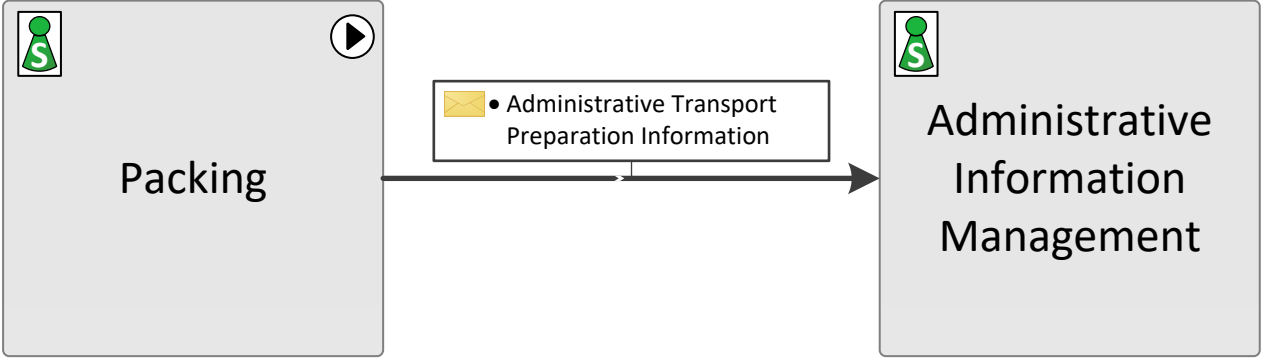 S
S
• Administrative Transport
Preparation Information
Packing
Administrative
Information
Management